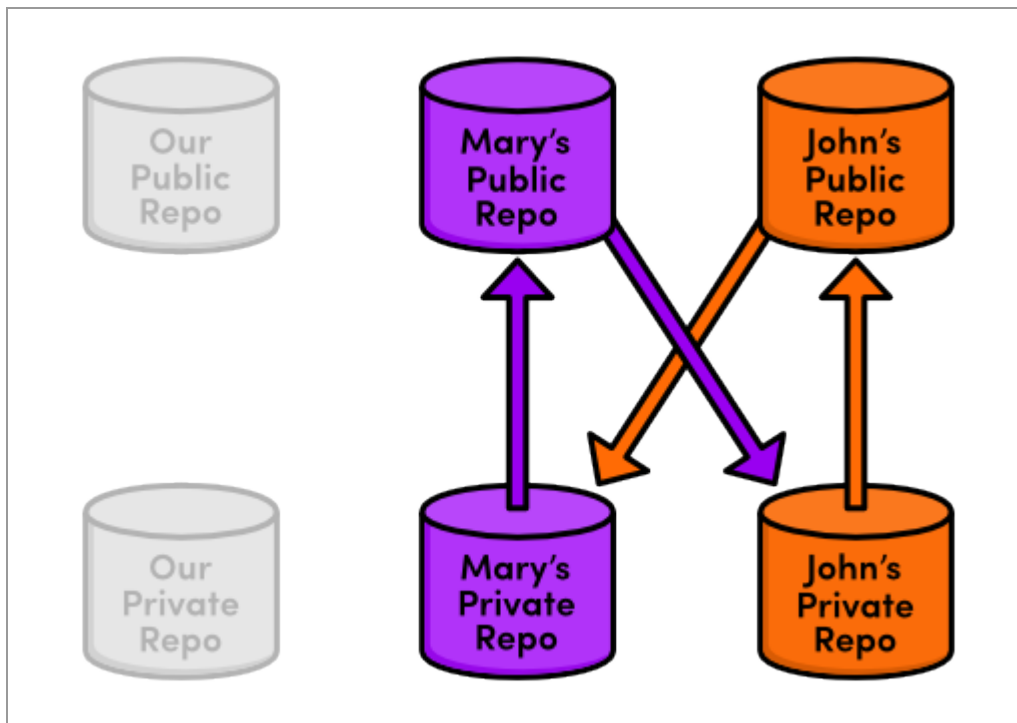 Our
Public
Repo
Mary’s
Public
Repo
John’s
Public
Repo
Our
Private
Repo
Mary’s
Private
Repo
John’s
Private
Repo